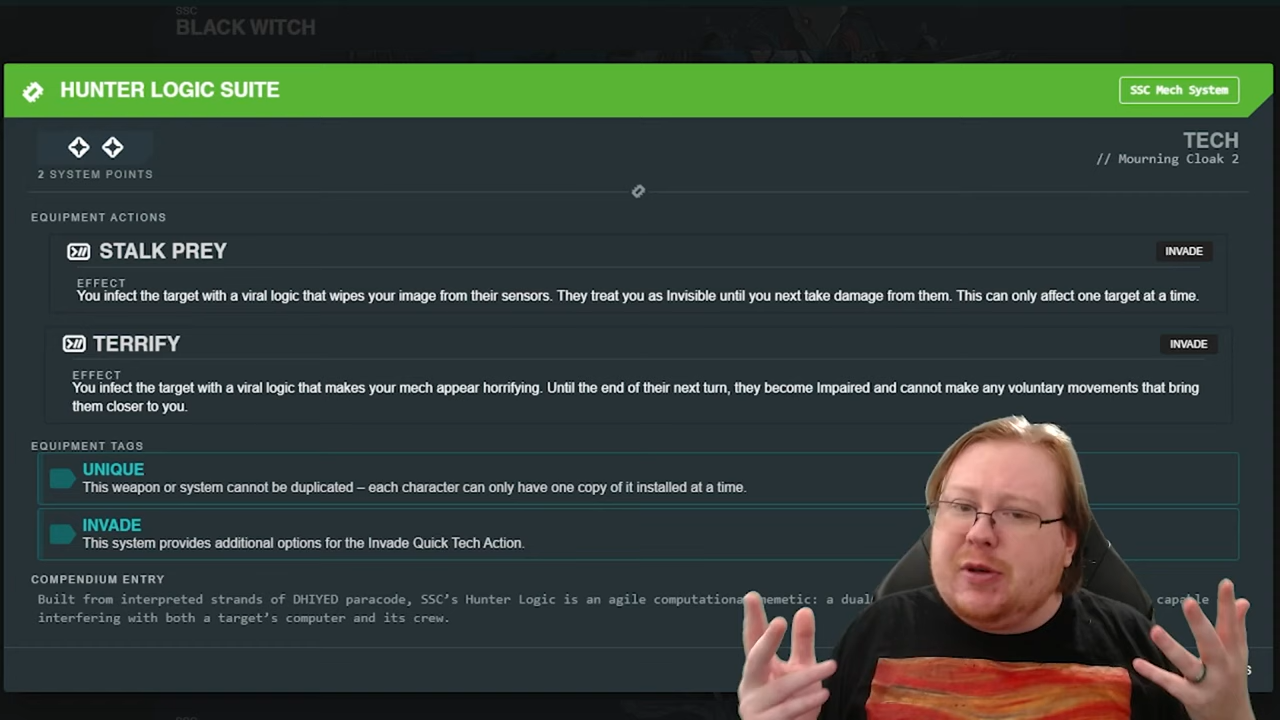 SSC
BLACK WITCH
HUNTER LOGIC SUITE
SSC Mech System
2 SYSTEM POINTS
TECH
// Mourning Cloak 2
EQUIPMENT ACTIONS
STALK PREY
INVADE
EFFECT
You infect the target with a viral logic that wipes your image from their sensors. They treat you as Invisible until you next take damage from them. This can only affect one target at a time.
TERRIFY
INVADE
EFFECT
You infect the target with a viral logic that makes your mech appear horrifying. Until the end of their next turn, they become Impaired and cannot make any voluntary movements that bring
them closer to you.
EQUIPMENT TAGS
UNIQUE
This weapon or system cannot be duplicated – each character can only have one copy of it installed at a time.
INVADE
This system provides additional options for the Invade Quick Tech Action.
COMPENDIUM ENTRY
Built from interpreted strands of DHIYED paracode, SSC's Hunter Logic is an agile computational memetic: a dual capable
interfering with both a target's computer and its crew.
SSC